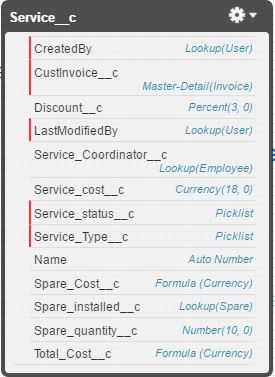 Service__c
CreatedBy Lookup(User)
CustInvoice__c
Master-Detail(Invoice)
Discount__c Percent(3, 0)
LastModifiedBy Lookup(User)
Service_Coordinator__c
Lookup(Employee)
Service_cost__c Currency(18, 0)
Service_status__c Picklist
Service_Type__c Picklist
Name Auto Number
Spare_Cost__c Formula (Currency)
Spare_installed__c Lookup(Spare)
Spare_quantity__c Number(10, 0)
Total_Cost__c Formula (Currency)